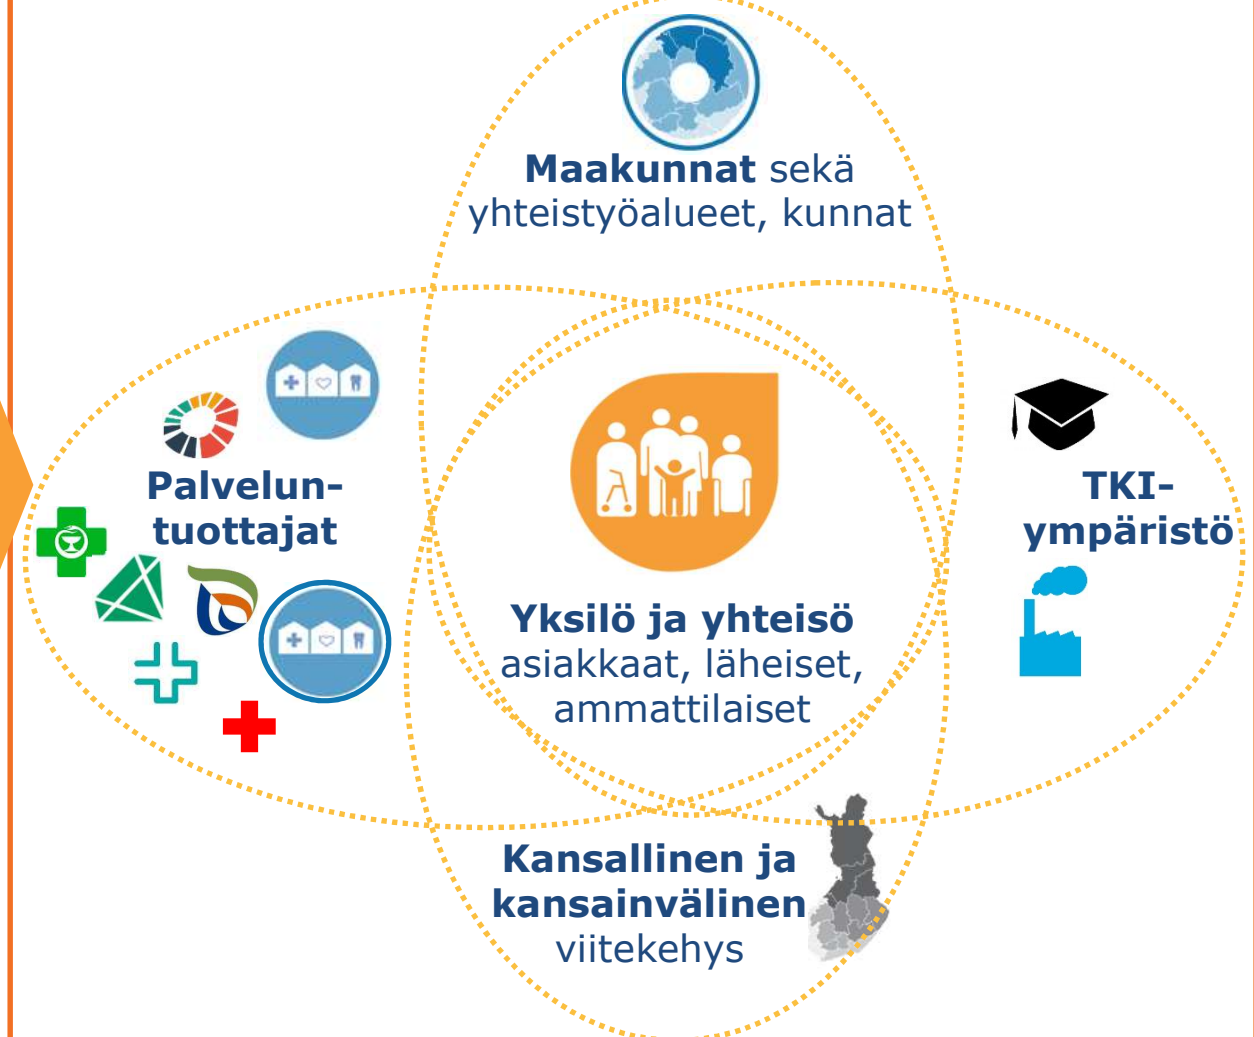 Maakunnat sekä
yhteistyöalueet, kunnat
Palvelun-
tuottajat
TKI-
ympäristö
Yksilö ja yhteisö
asiakkaat, läheiset,
ammattilaiset
Kansallinen ja
kansainvälinen
viitekehys